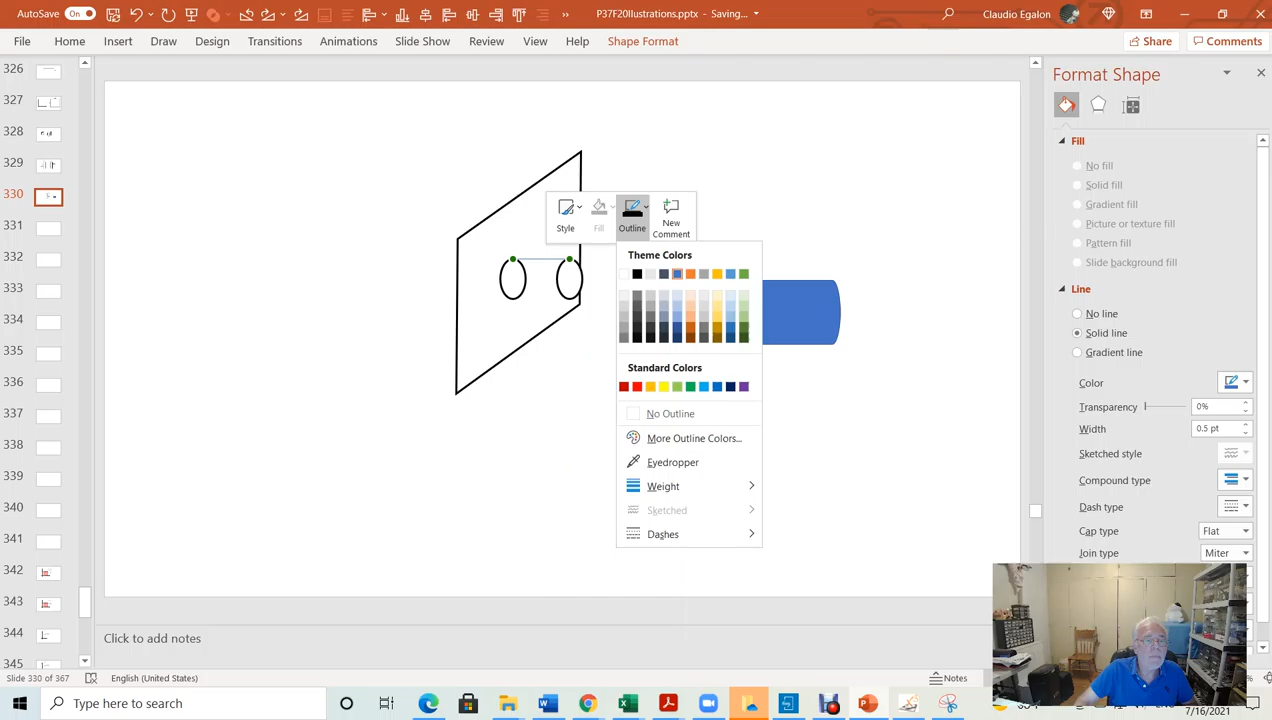 AutoSave On P37F20Ilustrations.pptx - Saving... Claudio Egalon
File Home Insert Draw Design Transitions Animations Slide Show Review View Help Shape Format Share Comments
326
327
328
329
330
331
332
333
334
335
336
337
338
339
340
341
342
343
344
345
Style
Fill
Outline
New
Comment
Theme Colors
Standard Colors
No Outline
More Outline Colors...
Eyedropper
Weight
Sketched
Dashes
Format Shape
Fill
No fill
Solid fill
Gradient fill
Picture or texture fill
Pattern fill
Slide background fill
Line
No line
Solid line
Gradient line
Color
Transparency 0%
Width 0.5 pt
Sketched style
Compound type
Dash type
Cap type Flat
Join type Miter
Click to add notes
Slide 330 of 367 English (United States) Notes
Type here to search
7/16/2021